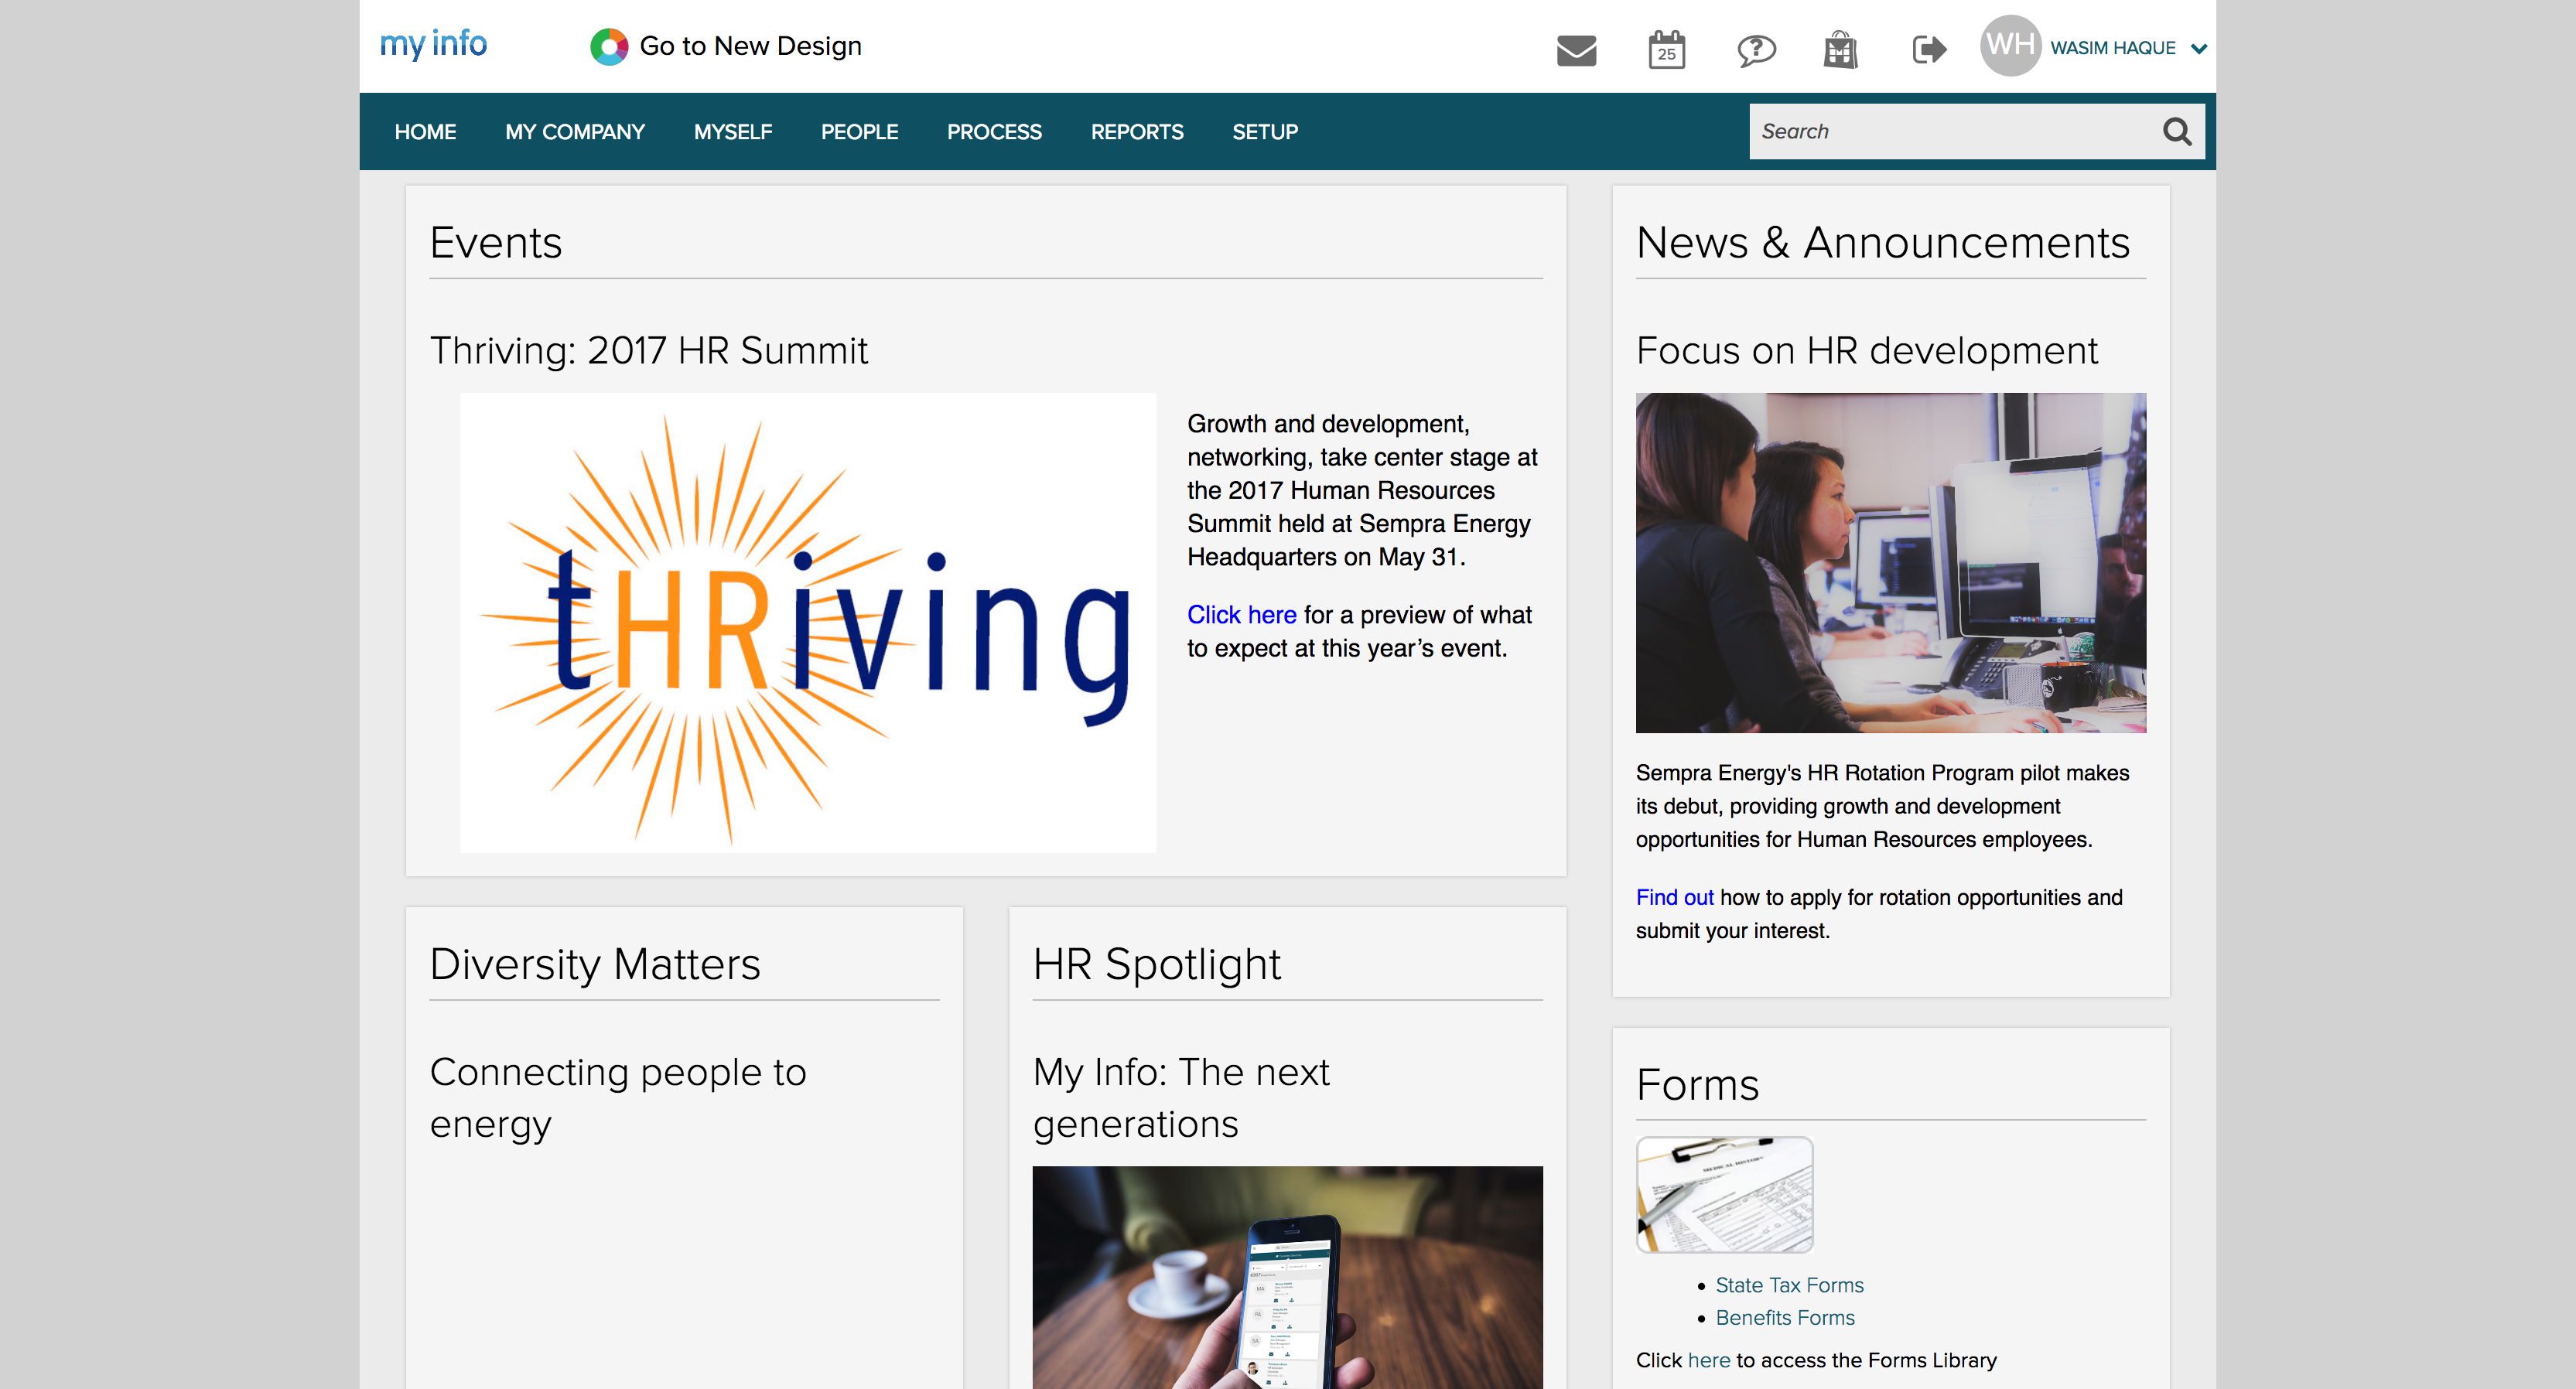 my info
Go to New Design
25
WH
WASIM HAQUE
HOME
MY COMPANY
MYSELF
PEOPLE
PROCESS
REPORTS
SETUP
Search
Events
Thriving: 2017 HR Summit
tHRiving
Growth and development,
networking, take center stage at
the 2017 Human Resources
Summit held at Sempra Energy
Headquarters on May 31.
Click here for a preview of what
to expect at this year’s event.
News & Announcements
Focus on HR development
Sempra Energy's HR Rotation Program pilot makes
its debut, providing growth and development
opportunities for Human Resources employees.
Find out how to apply for rotation opportunities and
submit your interest.
Diversity Matters
Connecting people to
energy
HR Spotlight
My Info: The next
generations
Forms
MEDICAL HISTORY
State Tax Forms
Benefits Forms
Click here to access the Forms Library